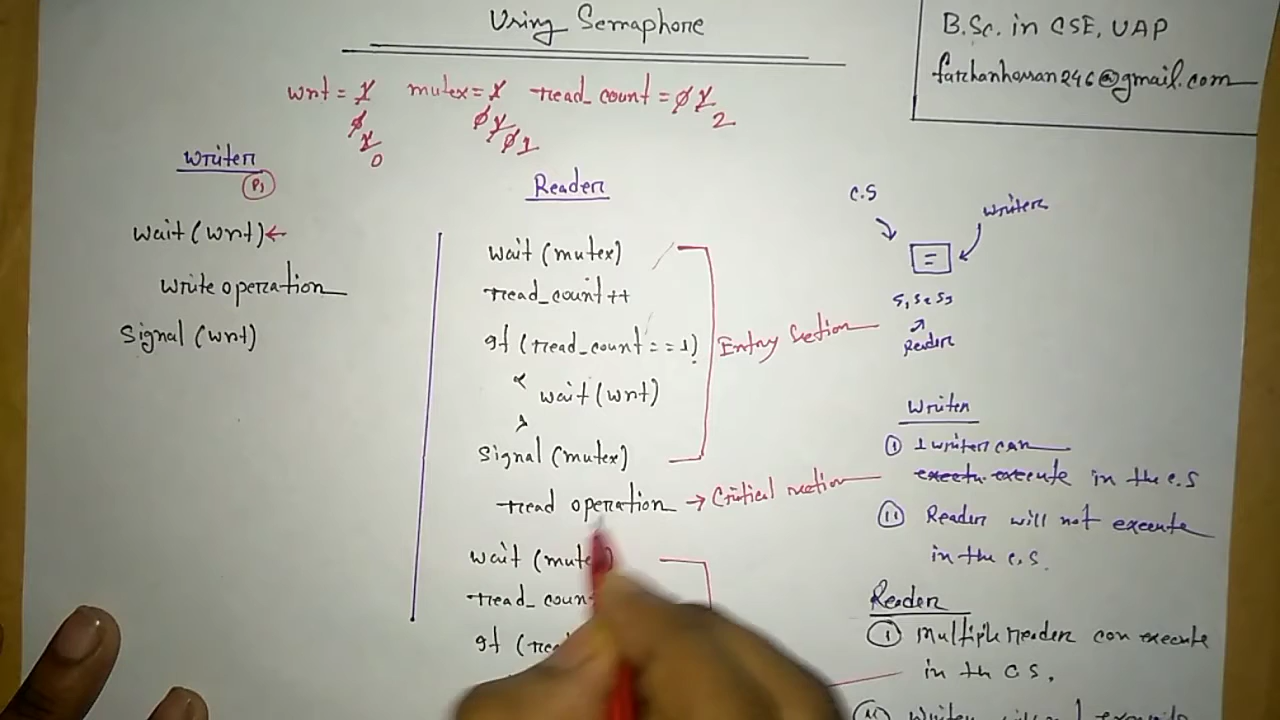 Using Semaphore
B.Sc. in CSE, UAP
farhanhossan246@gmail.com
wrt = 1 mutex = 1 read_count = 0 1 2
0 0 1 0 1
1
0
Writer
P1
wait (wrt) ←
write operation
Signal (wrt)
Reader
wait (mutex)
read_count ++
if (read_count == 1)
{
wait (wrt)
}
signal (mutex)
Entry Section
read operation → Critical section
wait (mute
read_coun
if (re
C.S
writer
=
S1 S2 S3
Reader
Writer
(i) 1 writer can
execute in the C.S
(ii) Reader will not execute
in the C.S.
Reader
(i) Multiple reader can execute
in the C.S.
(ii) Writer will